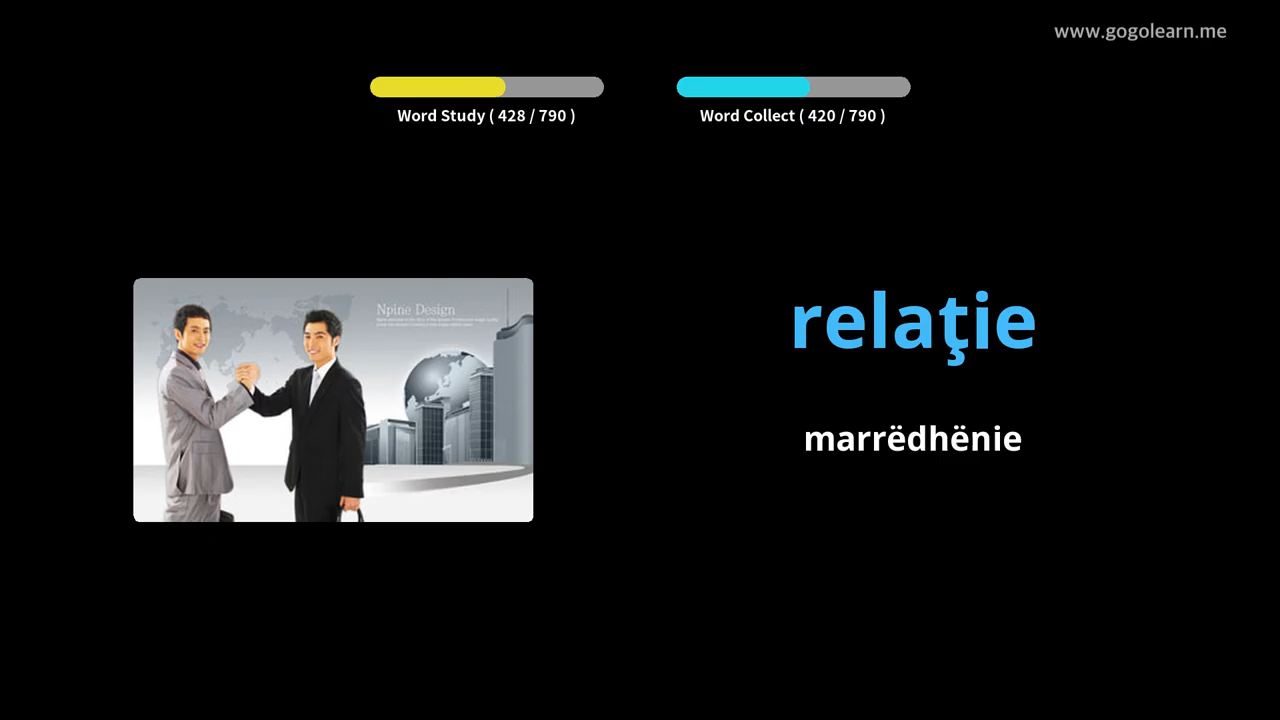 www.gogolearn.me
Word Study ( 428 / 790 )
Word Collect ( 420 / 790 )
Npine Design
relaţie
marrëdhënie